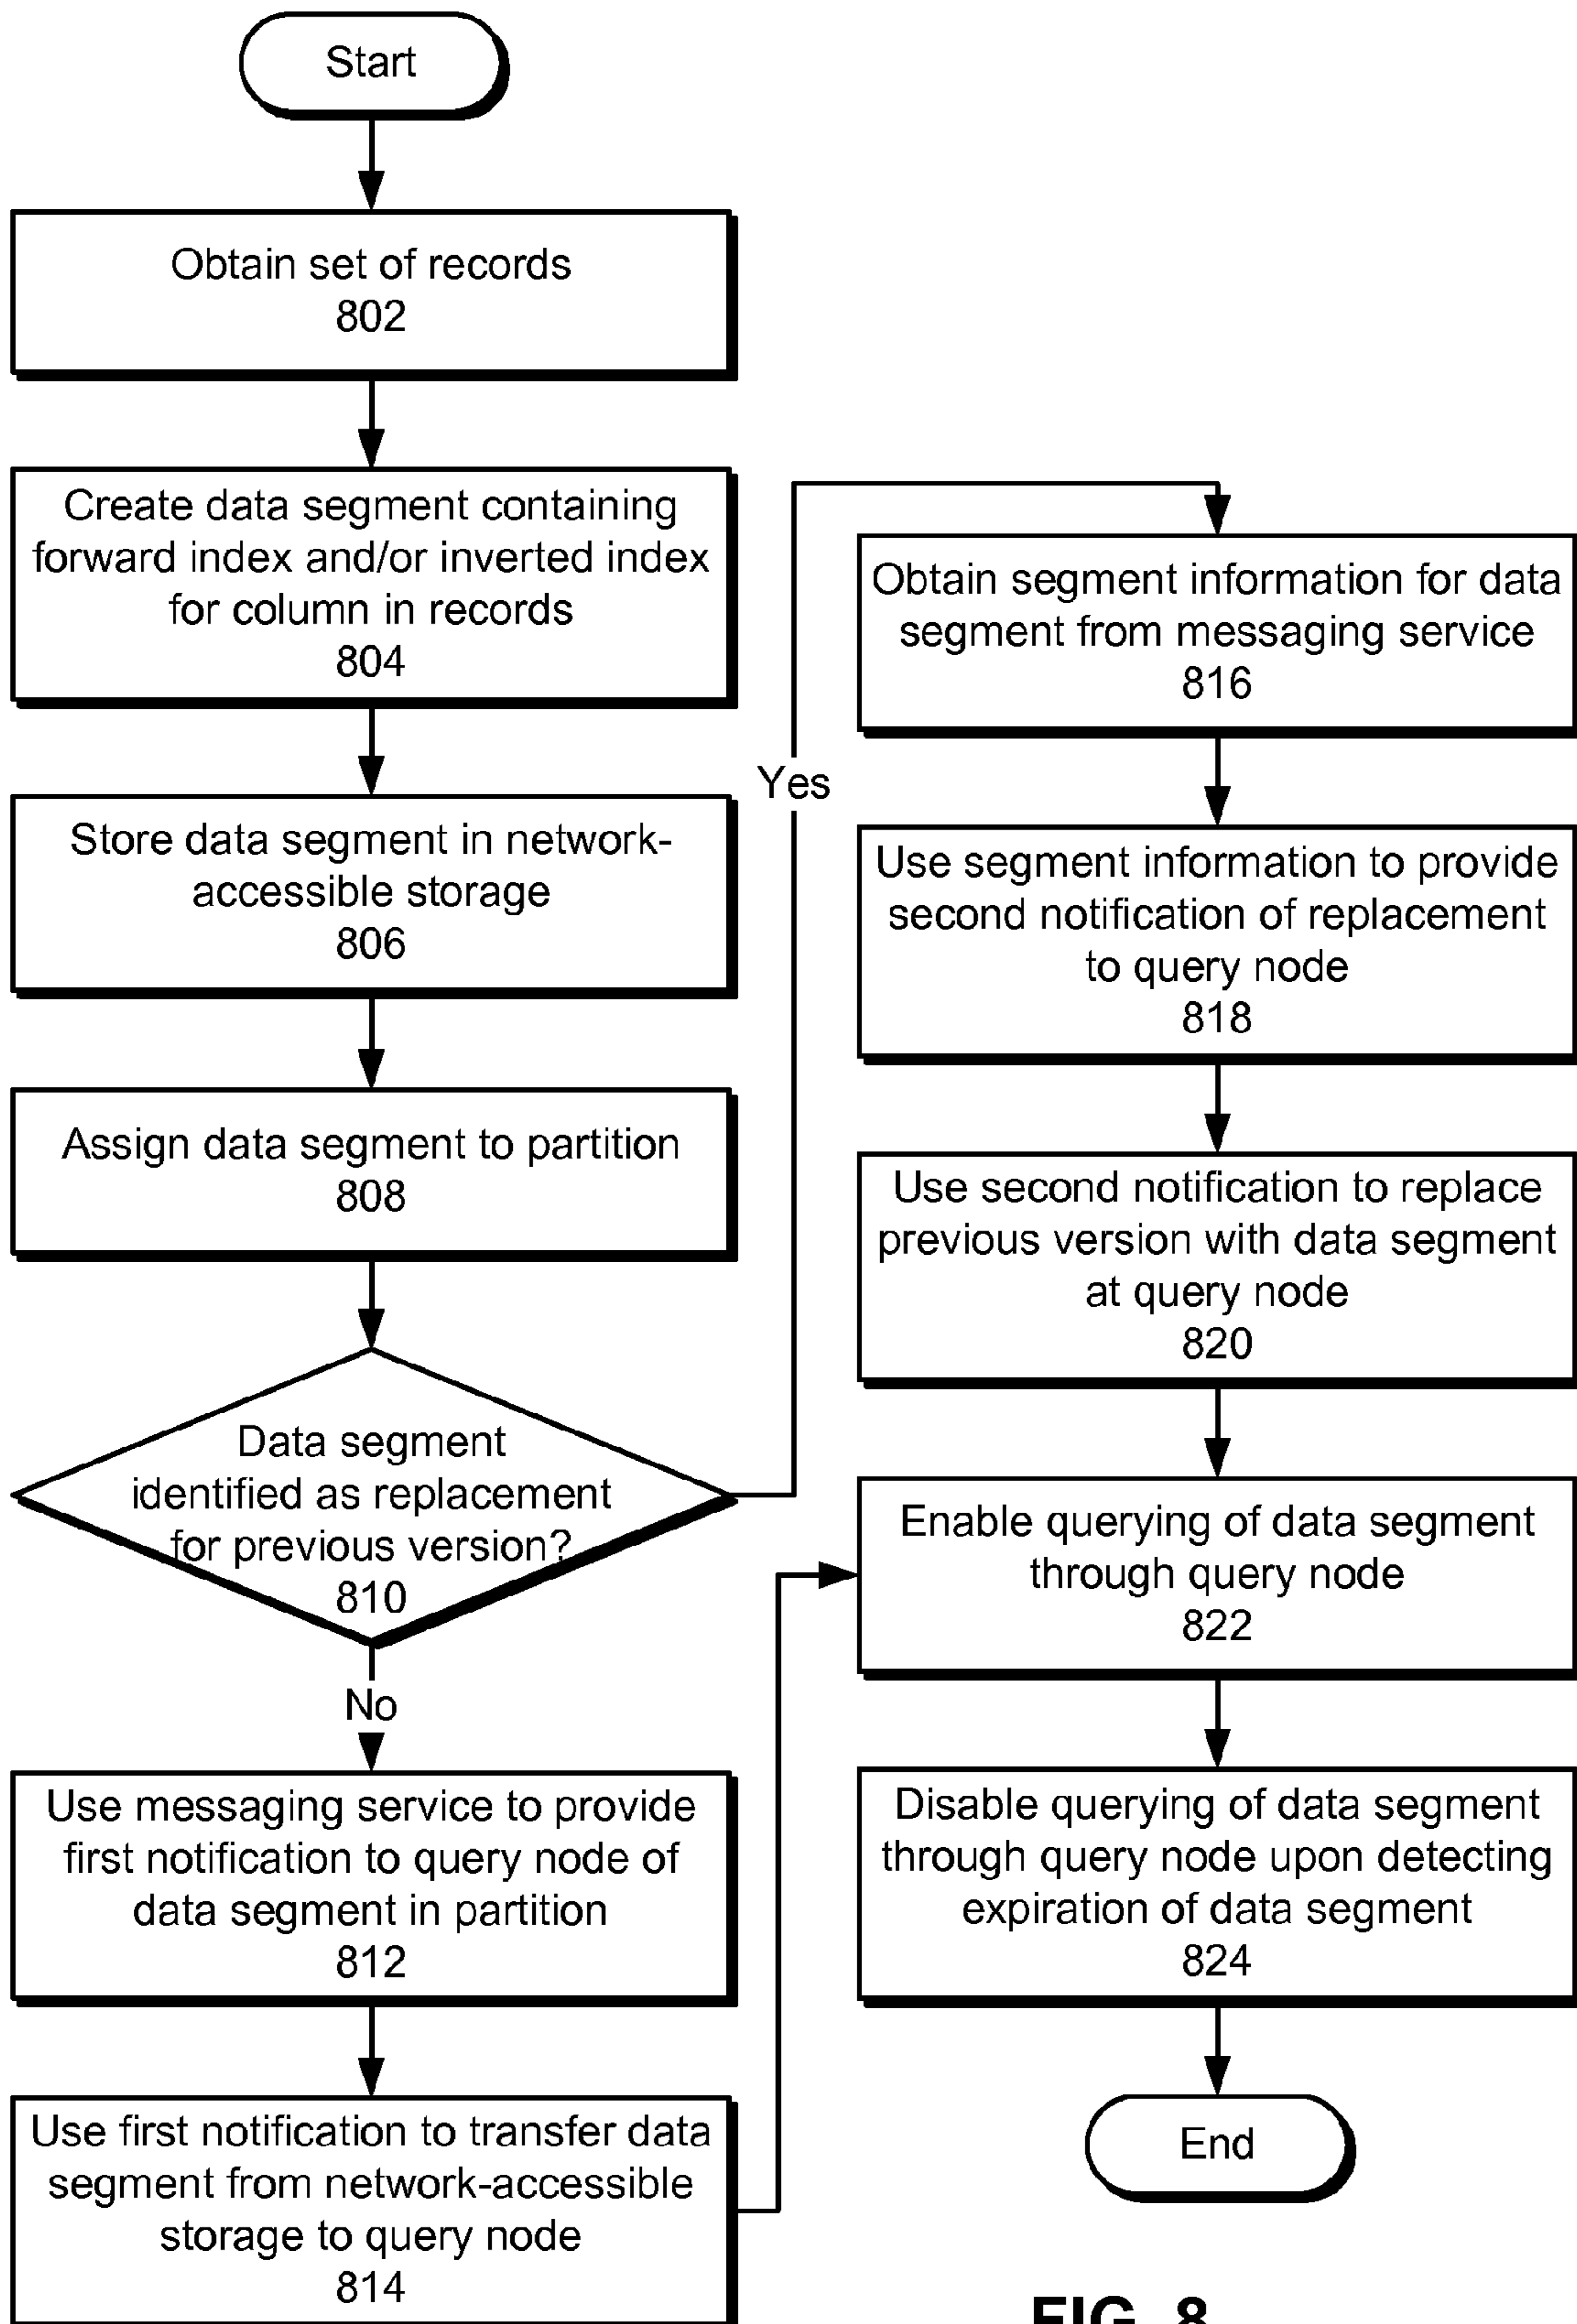 Start
Obtain set of records
802
Create data segment containing
forward index and/or inverted index
for column in records
804
Store data segment in network-
accessible storage
806
Assign data segment to partition
808
Data segment
identified as replacement
for previous version?
810
Yes
No
Use messaging service to provide
first notification to query node of
data segment in partition
812
Use first notification to transfer data
segment from network-accessible
storage to query node
814
Obtain segment information for data
segment from messaging service
816
Use segment information to provide
second notification of replacement
to query node
818
Use second notification to replace
previous version with data segment
at query node
820
Enable querying of data segment
through query node
822
Disable querying of data segment
through query node upon detecting
expiration of data segment
824
End
FIG. 8